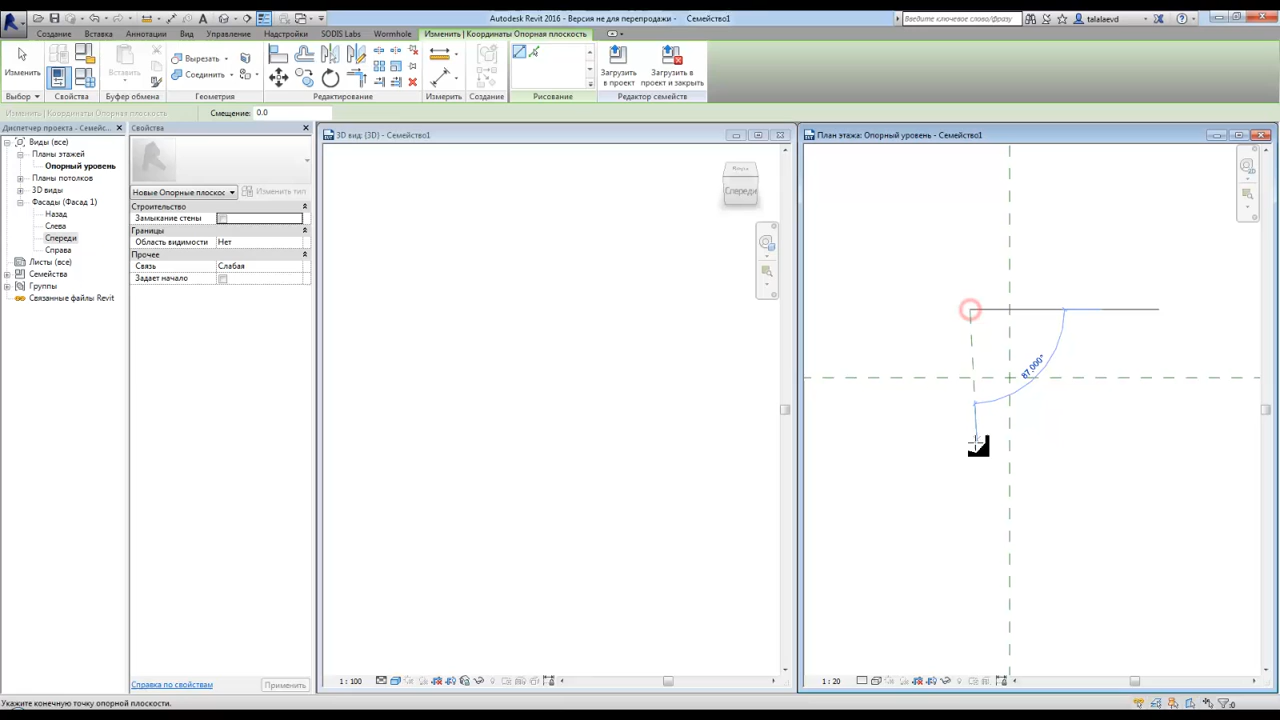 Autodesk Revit 2016 - Версия не для перепродажи - Семейство1
Введите ключевое слово/фразу
talalaevd
Создание Вставка Аннотации Вид Управление Надстройки SODIS Labs Wormhole Изменить | Координаты Опорная плоскость
Изменить
Вставить
Вырезать
Соединить
Загрузить в проект
Загрузить в проект и закрыть
Выбор Свойства Буфер обмена Геометрия Редактирование Измерить Создание Рисование Редактор семейств
Изменить | Координаты Опорная плоскость Смещение: 0.0
Диспетчер проекта - Семейс...
Виды (все)
Планы этажей
Опорный уровень
Планы потолков
3D виды
Фасады (Фасад 1)
Назад
Слева
Спереди
Справа
Листы (все)
Семейства
Группы
Связанные файлы Revit
Свойства
Новые Опорные плоскос
Изменить тип
Строительство
Замыкание стены
Границы
Область видимости Нет
Прочее
Связь Слабая
Задает начало
Справка по свойствам
Применить
3D вид: {3D} - Семейство1
Верх
Спереди
1 : 100
План этажа: Опорный уровень - Семейство1
87.000°
1 : 20
Укажите конечную точку опорной плоскости.
:0